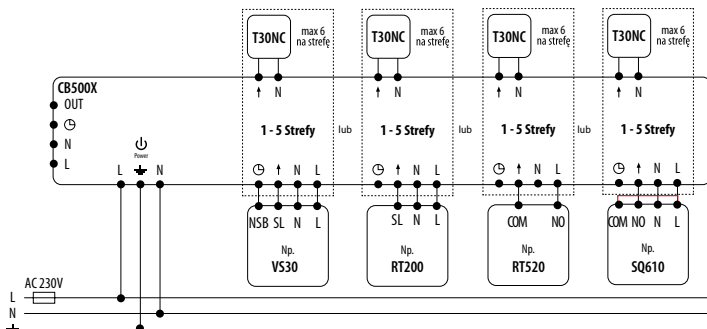 T30NC max 6 na strefę
T30NC max 6 na strefę
T30NC max 6 na strefę
T30NC max 6 na strefę
CB500X
OUT
N
L
Power
L N
N
N
N
N
1 - 5 Strefy lub 1 - 5 Strefy lub 1 - 5 Strefy lub 1 - 5 Strefy
N L
N L
N L
N L
NSB SL N L
Np.
VS30
SL N L
Np.
RT200
COM NO
Np.
RT520
COM NO N L
Np.
SQ610
AC 230V
L
N